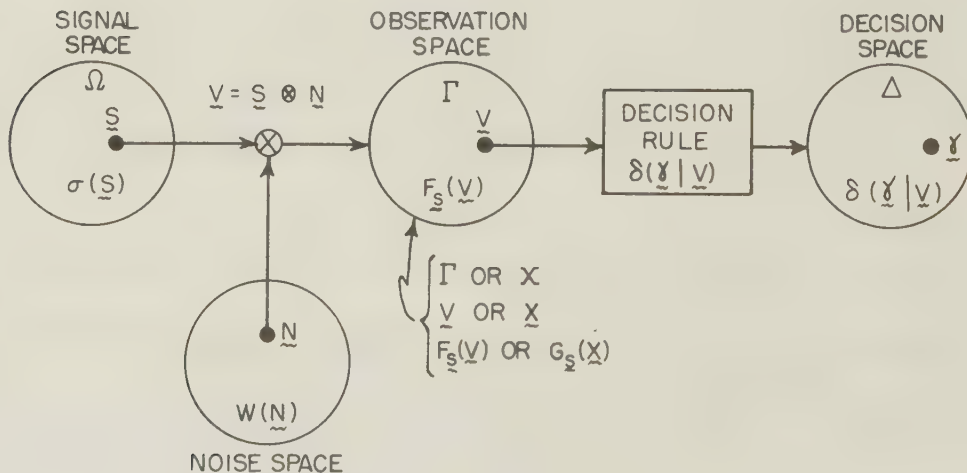 SIGNAL
SPACE
Ω
S
σ(S)
V = S ⊗ N
OBSERVATION
SPACE
Γ
V
F_S(V)
DECISION
RULE
δ(γ | V)
DECISION
SPACE
Δ
γ
δ(γ | V)
Γ OR X
V OR X
F_S(V) OR G_S(X)
N
W(N)
NOISE SPACE